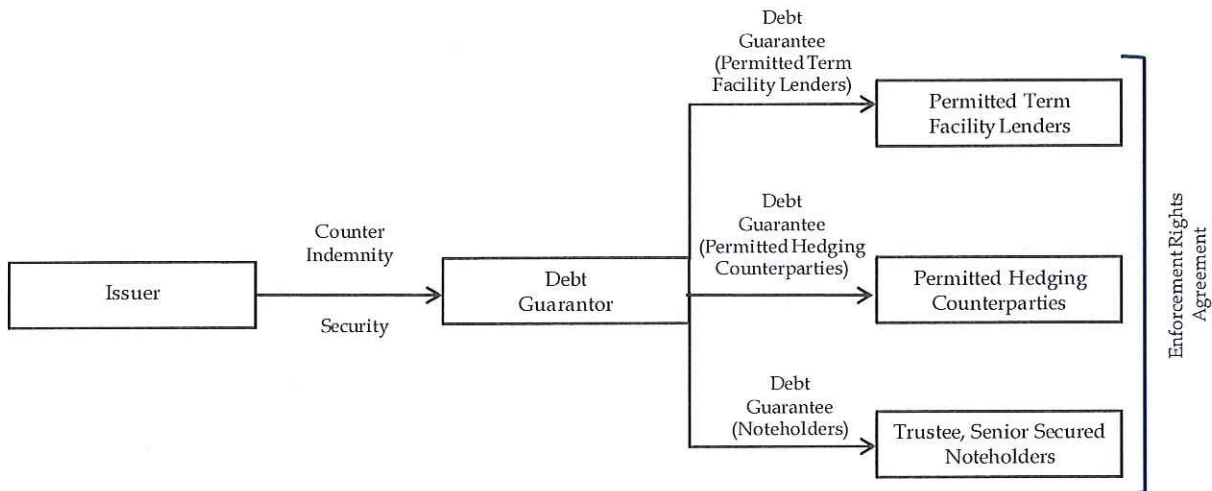 Debt
Guarantee
(Permitted Term
Facility Lenders)
Permitted Term
Facility Lenders
Debt
Guarantee
(Permitted Hedging
Counterparties)
Counter
Indemnity
Issuer
Debt
Guarantor
Permitted Hedging
Counterparties
Security
Debt
Guarantee
(Noteholders)
Trustee, Senior Secured
Noteholders
Enforcement Rights
Agreement